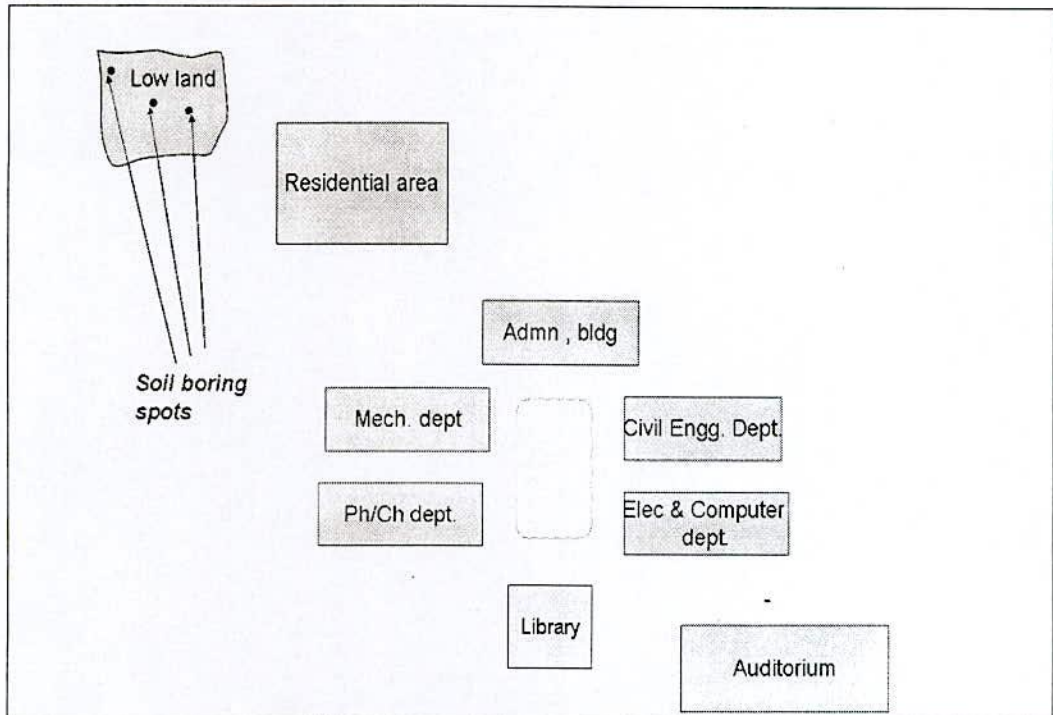 Low land
Residential area
Admn , bldg
Soil boring
spots
Mech. dept
Civil Engg. Dept.
Ph/Ch dept.
Elec & Computer
dept.
Library
Auditorium